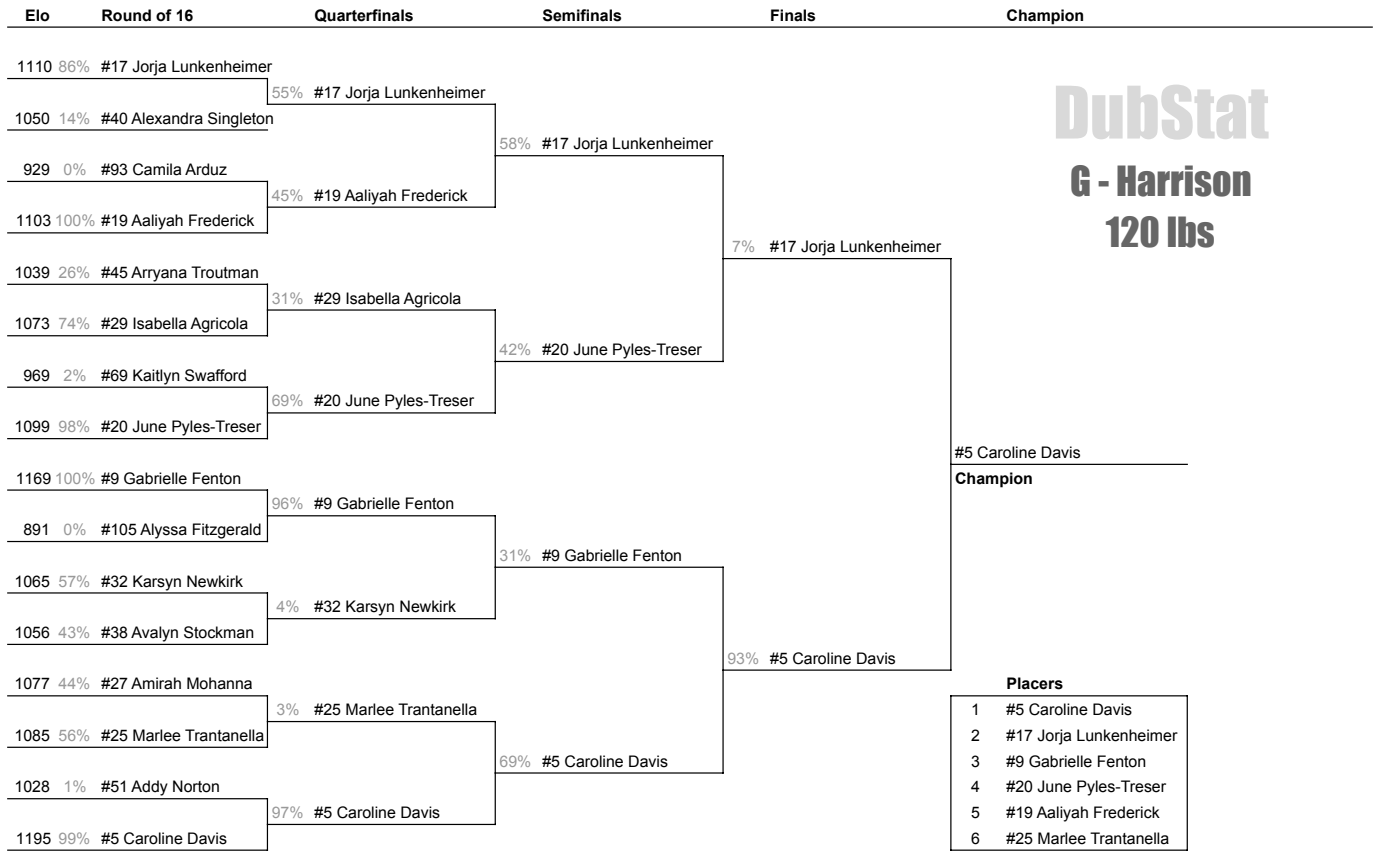 Elo Round of 16 Quarterfinals Semifinals Finals Champion
1110 86% #17 Jorja Lunkenheimer
55% #17 Jorja Lunkenheimer
DubStat
1050 14% #40 Alexandra Singleton
58% #17 Jorja Lunkenheimer
929 0% #93 Camila Arduz
G - Harrison
45% #19 Aaliyah Frederick
1103 100% #19 Aaliyah Frederick
120 lbs
7% #17 Jorja Lunkenheimer
1039 26% #45 Arryana Troutman
31% #29 Isabella Agricola
1073 74% #29 Isabella Agricola
42% #20 June Pyles-Treser
969 2% #69 Kaitlyn Swafford
69% #20 June Pyles-Treser
1099 98% #20 June Pyles-Treser
#5 Caroline Davis
1169 100% #9 Gabrielle Fenton
Champion
96% #9 Gabrielle Fenton
891 0% #105 Alyssa Fitzgerald
31% #9 Gabrielle Fenton
1065 57% #32 Karsyn Newkirk
4% #32 Karsyn Newkirk
1056 43% #38 Avalyn Stockman
93% #5 Caroline Davis
1077 44% #27 Amirah Mohanna
Placers
3% #25 Marlee Trantanella
1 #5 Caroline Davis
1085 56% #25 Marlee Trantanella
2 #17 Jorja Lunkenheimer
69% #5 Caroline Davis
3 #9 Gabrielle Fenton
1028 1% #51 Addy Norton
4 #20 June Pyles-Treser
97% #5 Caroline Davis
5 #19 Aaliyah Frederick
1195 99% #5 Caroline Davis
6 #25 Marlee Trantanella